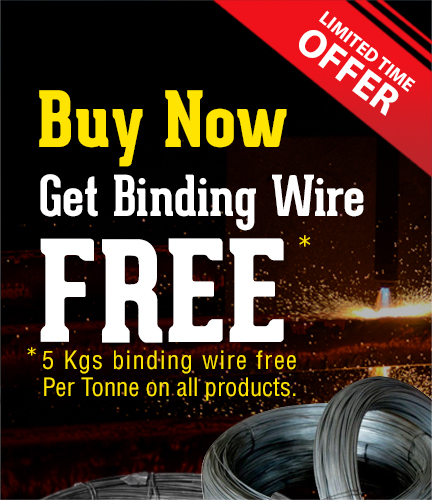 LIMITED TIME
OFFER
Buy Now
Get Binding Wire
FREE*
* 5 Kgs binding wire free
Per Tonne on all products.